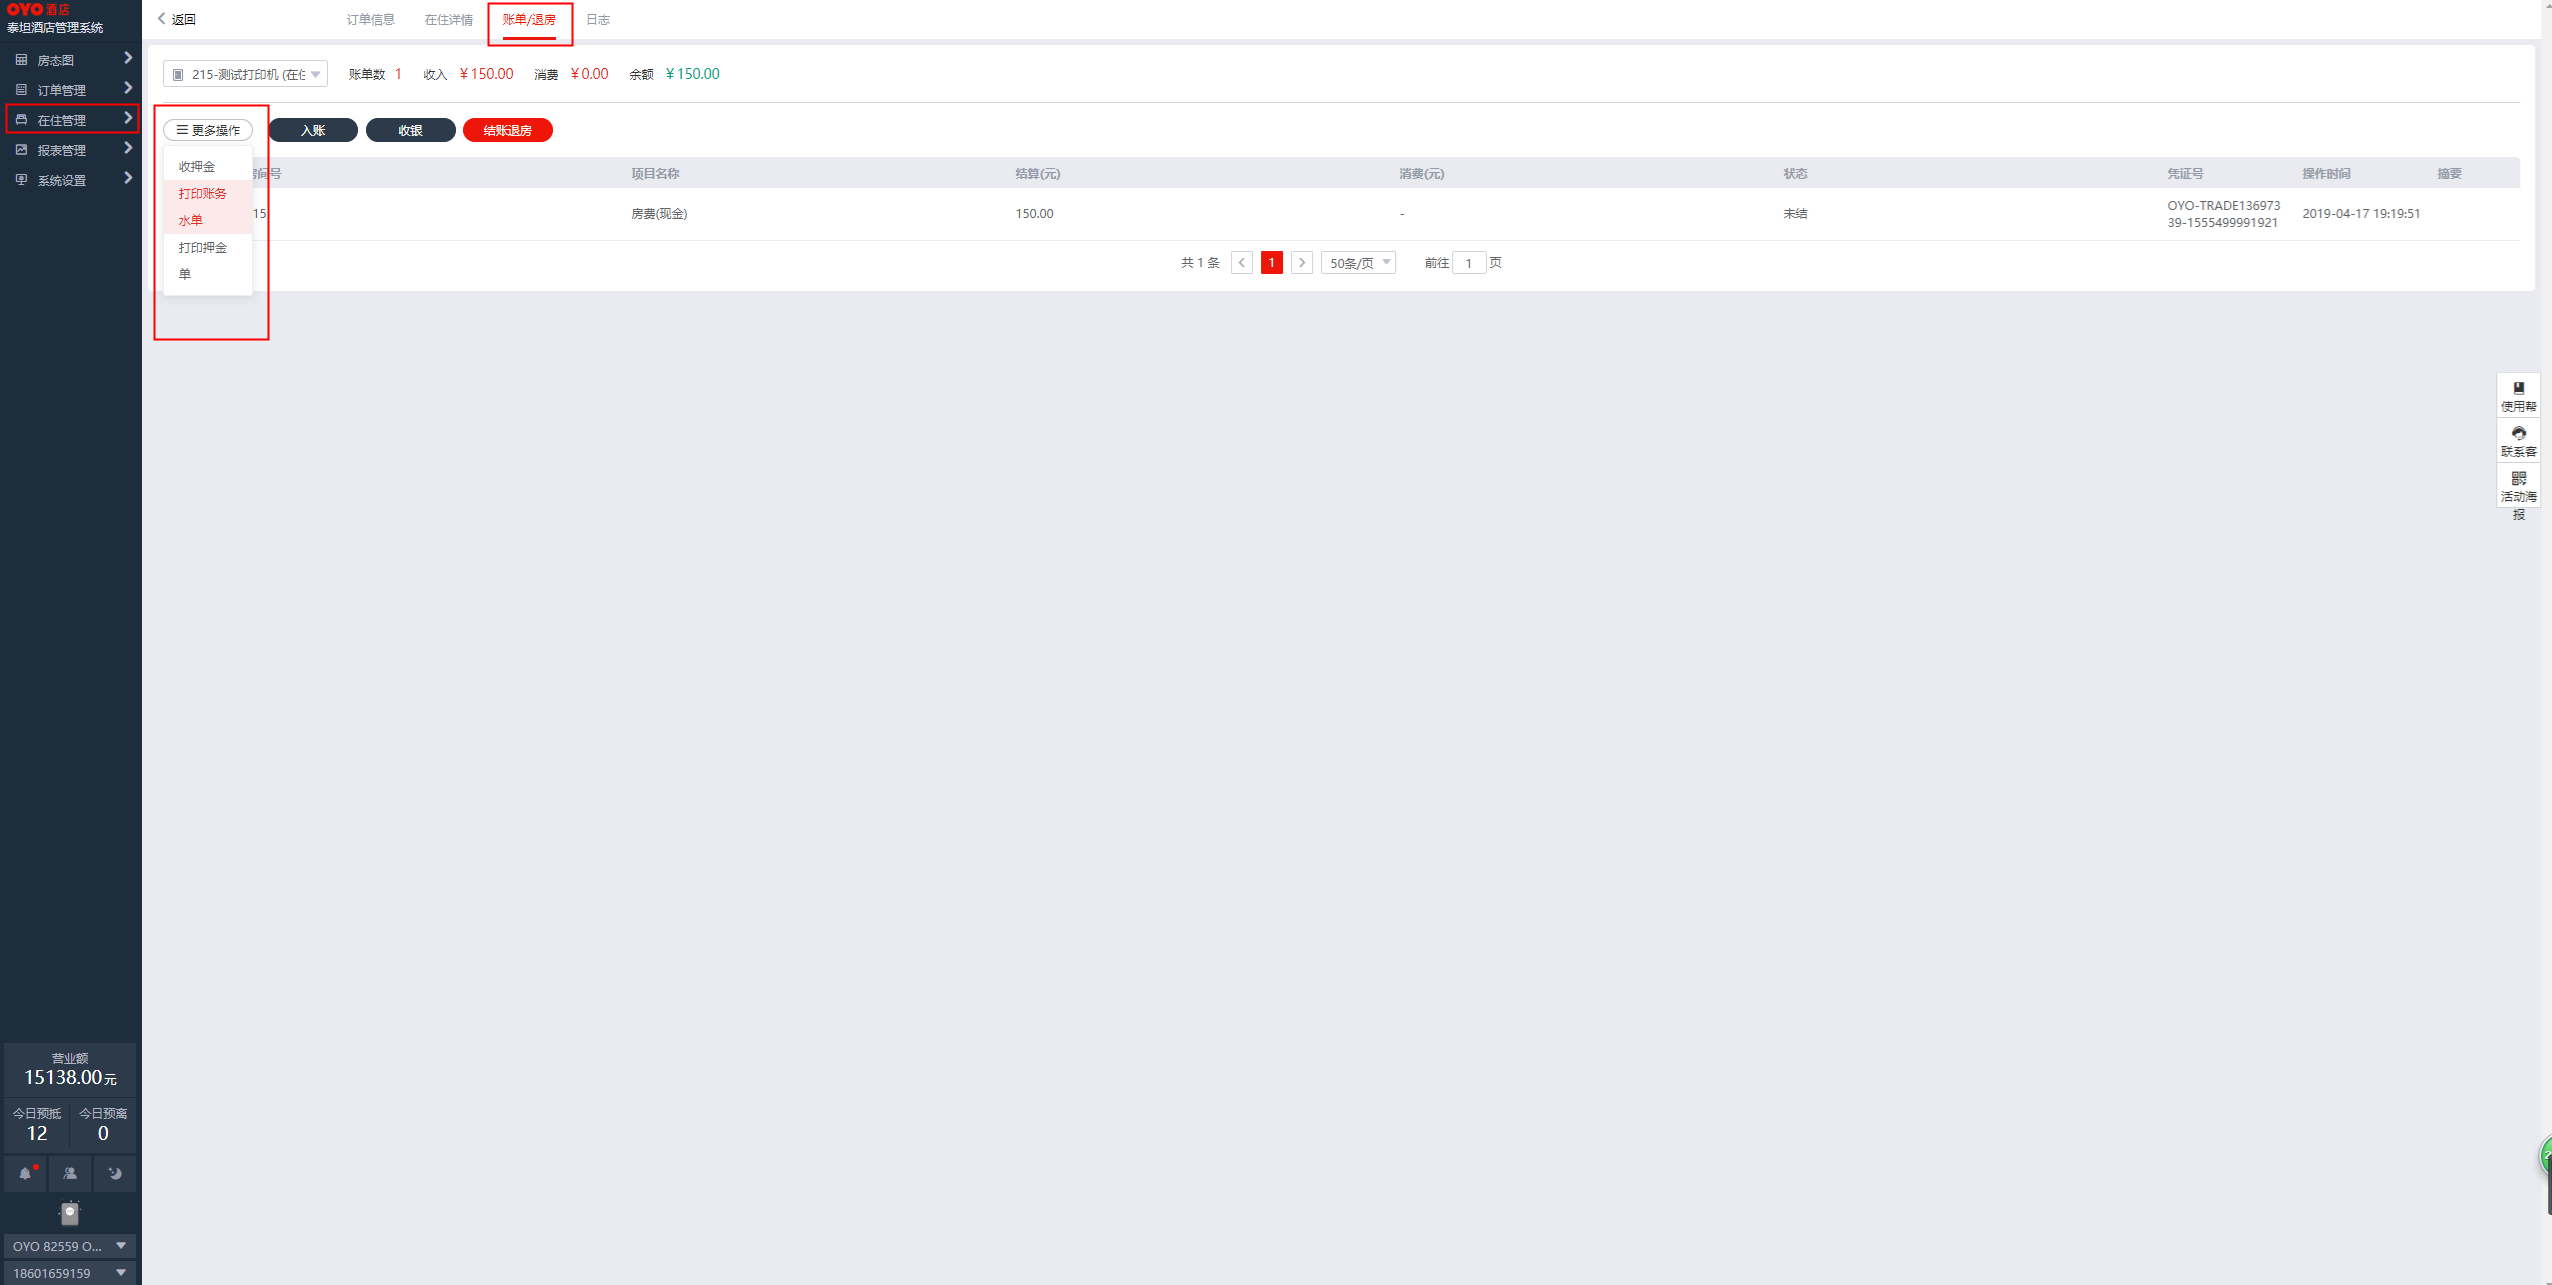 OYO 酒店
泰坦酒店管理系统
房态图
订单管理
在住管理
报表管理
系统设置
返回
订单信息
在住详情
账单/退房
日志
215-测试打印机 (在住
账单数 1 收入 ¥150.00 消费 ¥0.00 余额 ¥150.00
更多操作
入账
收银
结账退房
收押金
打印账务
水单
打印押金
单
间号 项目名称 结算(元) 消费(元) 状态 凭证号 操作时间 摘要
15 房费(现金) 150.00 - 未结 OYO-TRADE136973
39-1555499991921 2019-04-17 19:19:51
共 1 条 1 50条/页 前往 1 页
使用帮
联系客
活动海
报
营业额
15138.00元
今日预抵 今日预离
12 0
OYO 82559 O...
18601659159